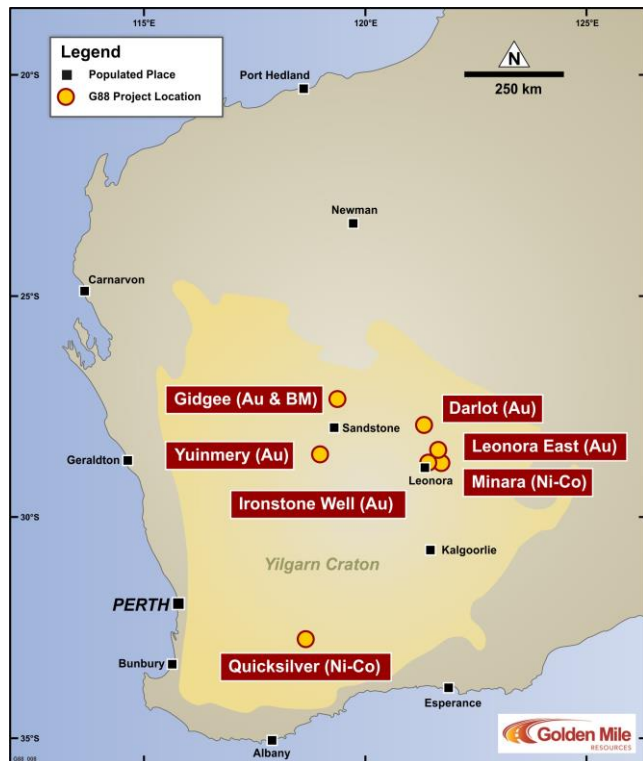 115°E
120°E
125°E
Legend
Populated Place
G88 Project Location
N
250 km
20°S
Port Hedland
Newman
25°S
Carnarvon
Gidgee (Au & BM)
Darlot (Au)
Sandstone
Leonora East (Au)
Yuinmery (Au)
Geraldton
Leonora
Minara (Ni-Co)
Ironstone Well (Au)
30°S
Kalgoorlie
Yilgarn Craton
PERTH
Bunbury
Quicksilver (Ni-Co)
Esperance
35°S
Albany
Golden Mile
RESOURCES